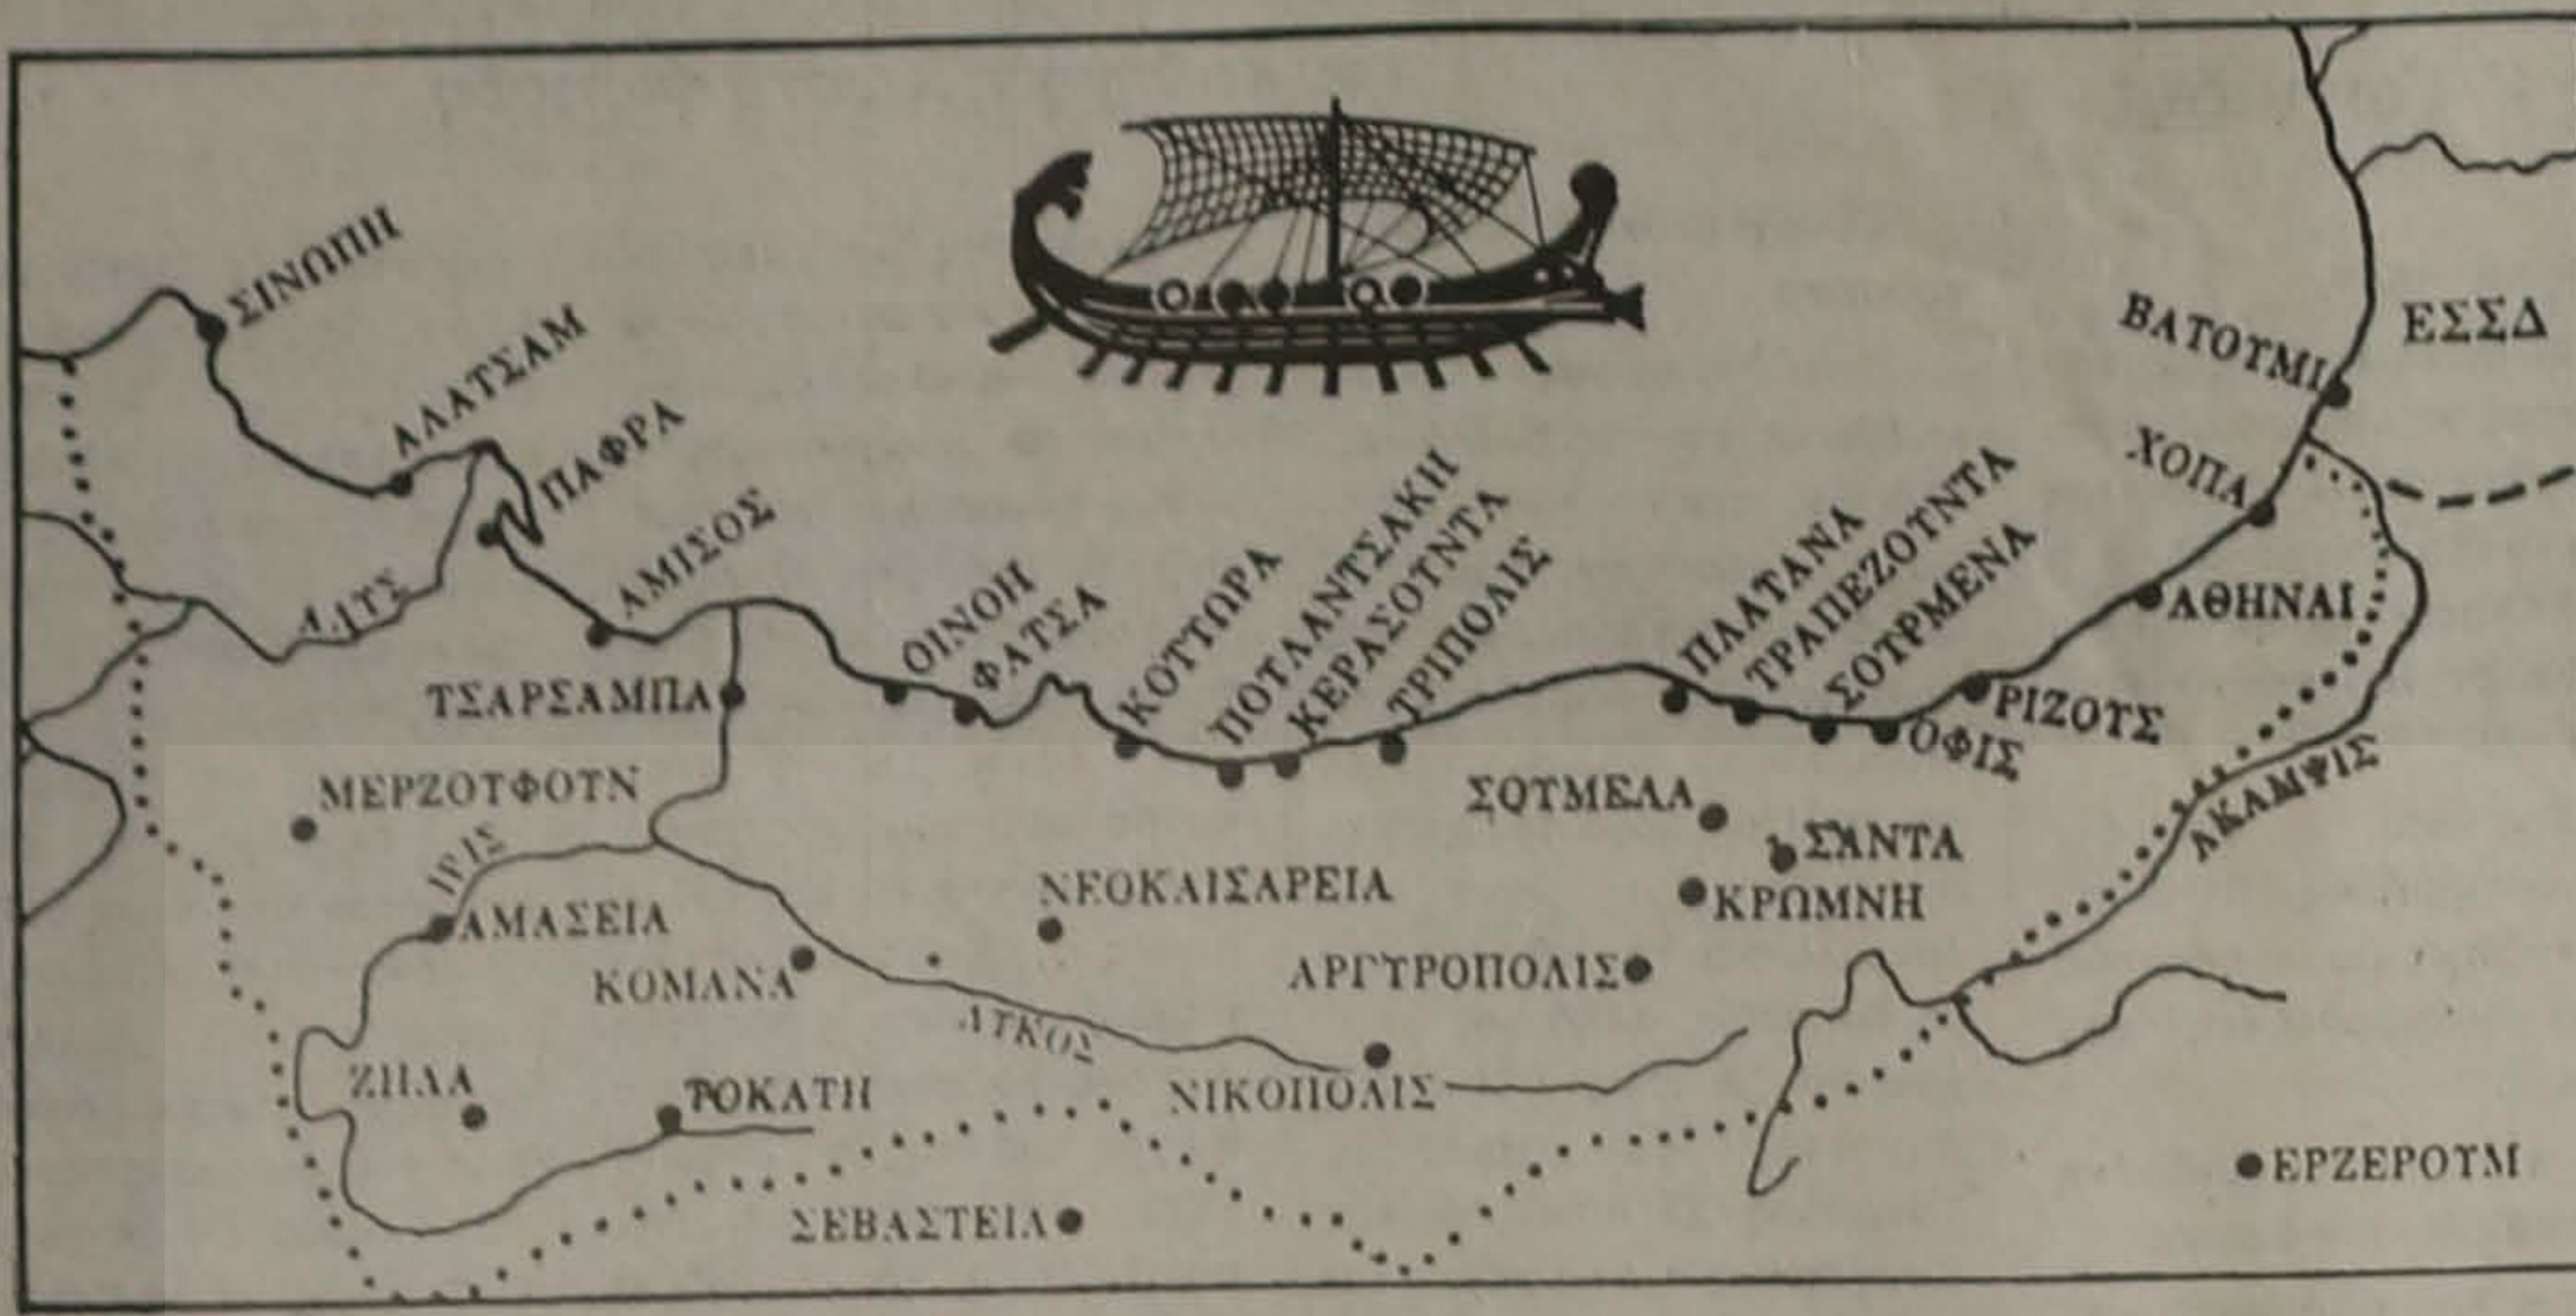 ΣΙΝΩΠΗ
ΑΛΑΤΣΑΜ
ΠΑΦΡΑ
ΑΜΙΣΟΣ
ΑΛΥΣ
ΤΣΑΡΣΑΜΠΑ
ΟΙΝΟΗ
ΦΑΤΣΑ
ΚΟΤΤΩΡΑ
ΠΟΥΛΑΝΤΣΑΚΗ
ΚΕΡΑΣΟΥΝΤΑ
ΤΡΙΠΟΛΙΣ
ΠΛΑΤΑΝΑ
ΤΡΑΠΕΖΟΥΝΤΑ
ΣΟΥΡΜΕΝΑ
ΟΦΙΣ
ΡΙΖΟΥΣ
ΑΘΗΝΑΙ
ΧΟΠΑ
ΒΑΤΟΥΜΙ
ΕΣΣΔ
ΑΚΑΜΨΙΣ
ΜΕΡΖΟΥΦΟΥΝ
ΙΡΙΣ
ΑΜΑΣΕΙΑ
ΚΟΜΑΝΑ
ΝΕΟΚΑΙΣΑΡΕΙΑ
ΣΟΥΜΕΛΑ
ΣΑΝΤΑ
ΚΡΩΜΝΗ
ΑΡΓΥΡΟΠΟΛΙΣ
ΛΥΚΟΣ
ΝΙΚΟΠΟΛΙΣ
ΖΗΛΑ
ΤΟΚΑΤΗ
ΣΕΒΑΣΤΕΙΑ
ΕΡΖΕΡΟΥΜ